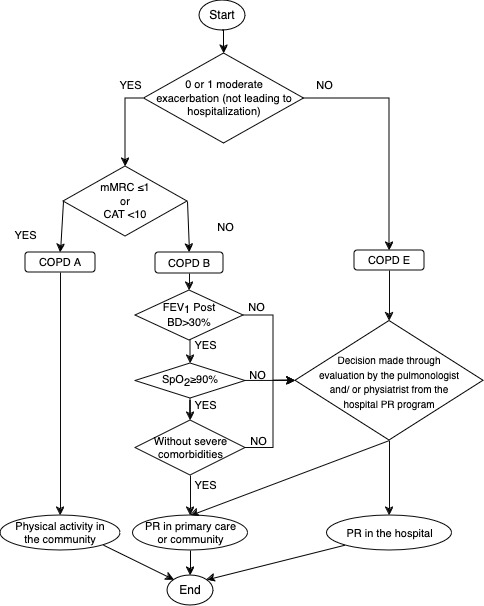 Start
0 or 1 moderate
exacerbation (not leading to
hospitalization)
YES
NO
mMRC ≤1
or
CAT <10
YES
NO
COPD A
COPD B
COPD E
FEV1 Post
BD>30%
NO
YES
SpO2≥90%
NO
YES
Without severe
comorbidities
NO
YES
Decision made through
evaluation by the pulmonologist
and/ or physiatrist from the
hospital PR program
Physical activity in
the community
PR in primary care
or community
PR in the hospital
End